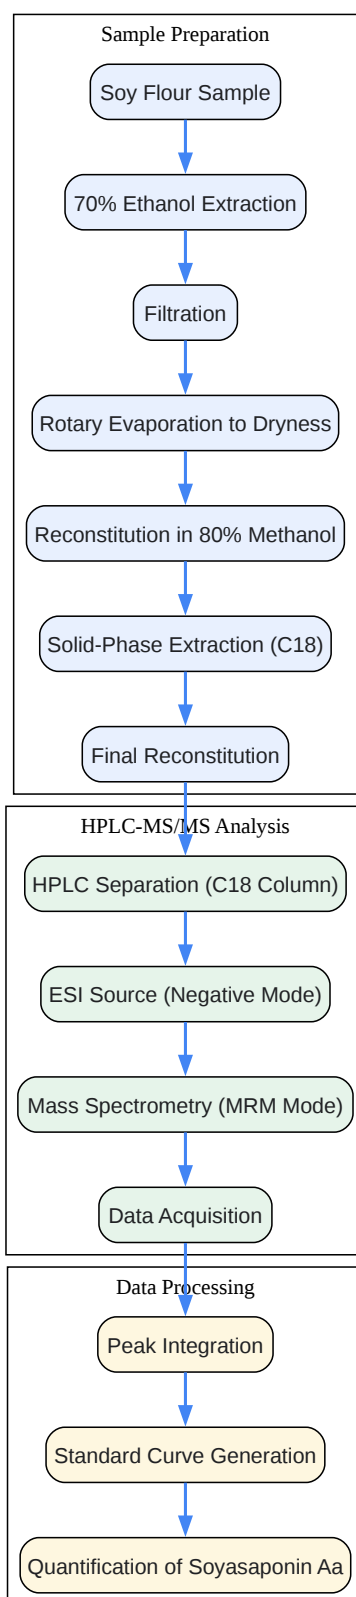 Sample Preparation
Soy Flour Sample
70% Ethanol Extraction
Filtration
Rotary Evaporation to Dryness
Reconstitution in 80% Methanol
Solid-Phase Extraction (C18)
Final Reconstitution
HPLC-MS/MS Analysis
HPLC Separation (C18 Column)
ESI Source (Negative Mode)
Mass Spectrometry (MRM Mode)
Data Acquisition
Data Processing
Peak Integration
Standard Curve Generation
Quantification of Soyasaponin Aa